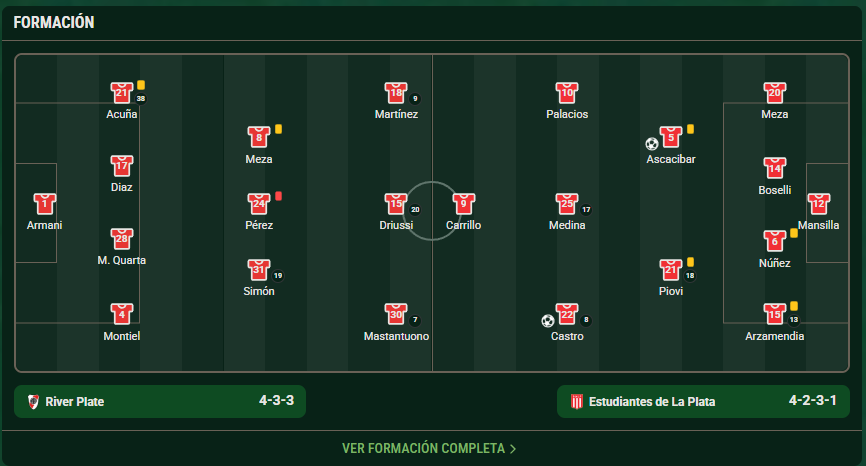 FORMACIÓN
1
Armani
21
38
Acuña
17
Diaz
28
M. Quarta
4
Montiel
8
Meza
24
Pérez
31
19
Simón
18
9
Martínez
15
20
Driussi
30
7
Mastantuono
9
Carrillo
10
Palacios
25
17
Medina
22
8
Castro
5
Ascacibar
21
18
Piovi
20
Meza
14
Boselli
6
Núñez
15
13
Arzamendia
12
Mansilla
River Plate
4-3-3
Estudiantes de La Plata
4-2-3-1
VER FORMACIÓN COMPLETA >